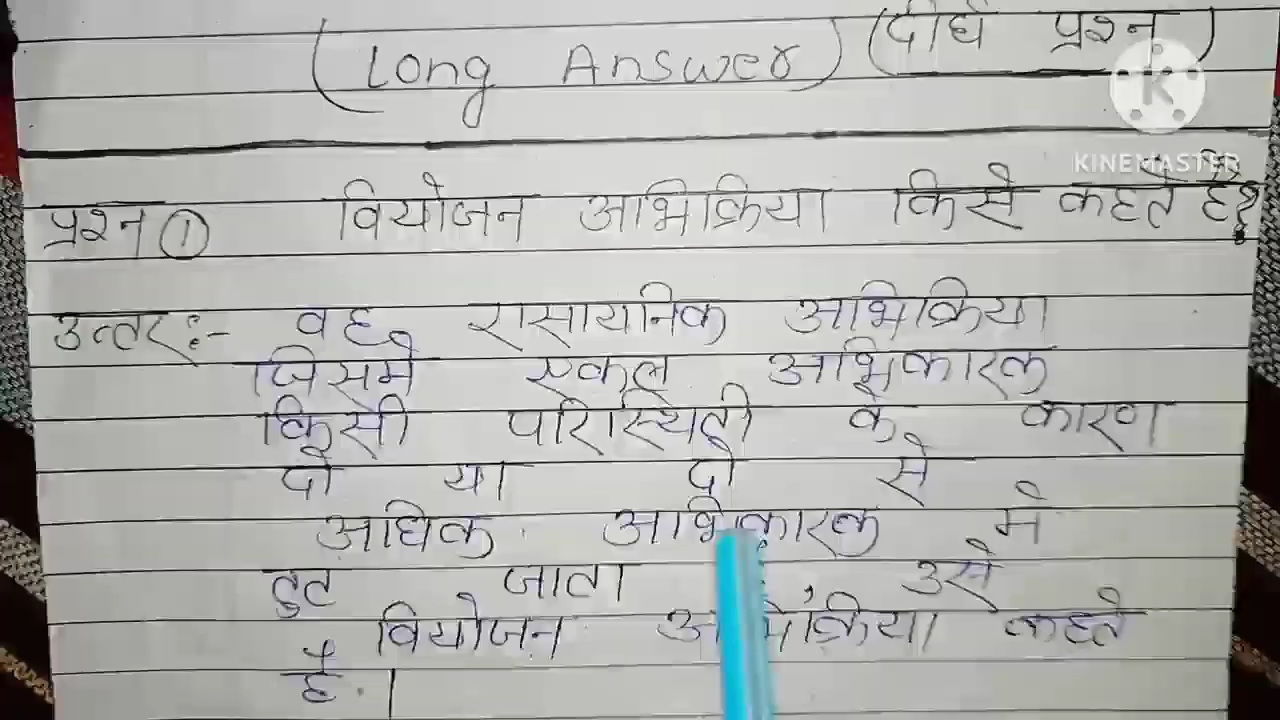 (Long Answer) (दीर्घ प्रश्न)
KINEMASTER
प्रश्न ① वियोजन अभिक्रिया किसे कहते है?
उत्तर:- वह रासायनिक अभिक्रिया
जिसमे एकल अभिकारक
किसी परिस्थिती के कारण
दो या दो से
अधिक अभिकारक मे
टुट जाता उसे
वियोजन अभिक्रिया कहते
है.।